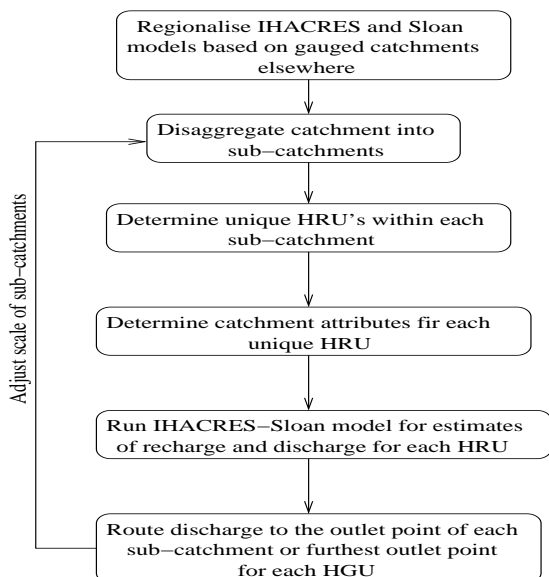 Regionalise IHACRES and Sloan
models based on gauged catchments
elsewhere
Disaggregate catchment into
sub−catchments
Determine unique HRU's within each
sub−catchment
Determine catchment attributes fir each
unique HRU
Run IHACRES−Sloan model for estimates
of recharge and discharge for each HRU
Route discharge to the outlet point of each
sub−catchment or furthest outlet point
for each HGU
Adjust scale of sub−catchments